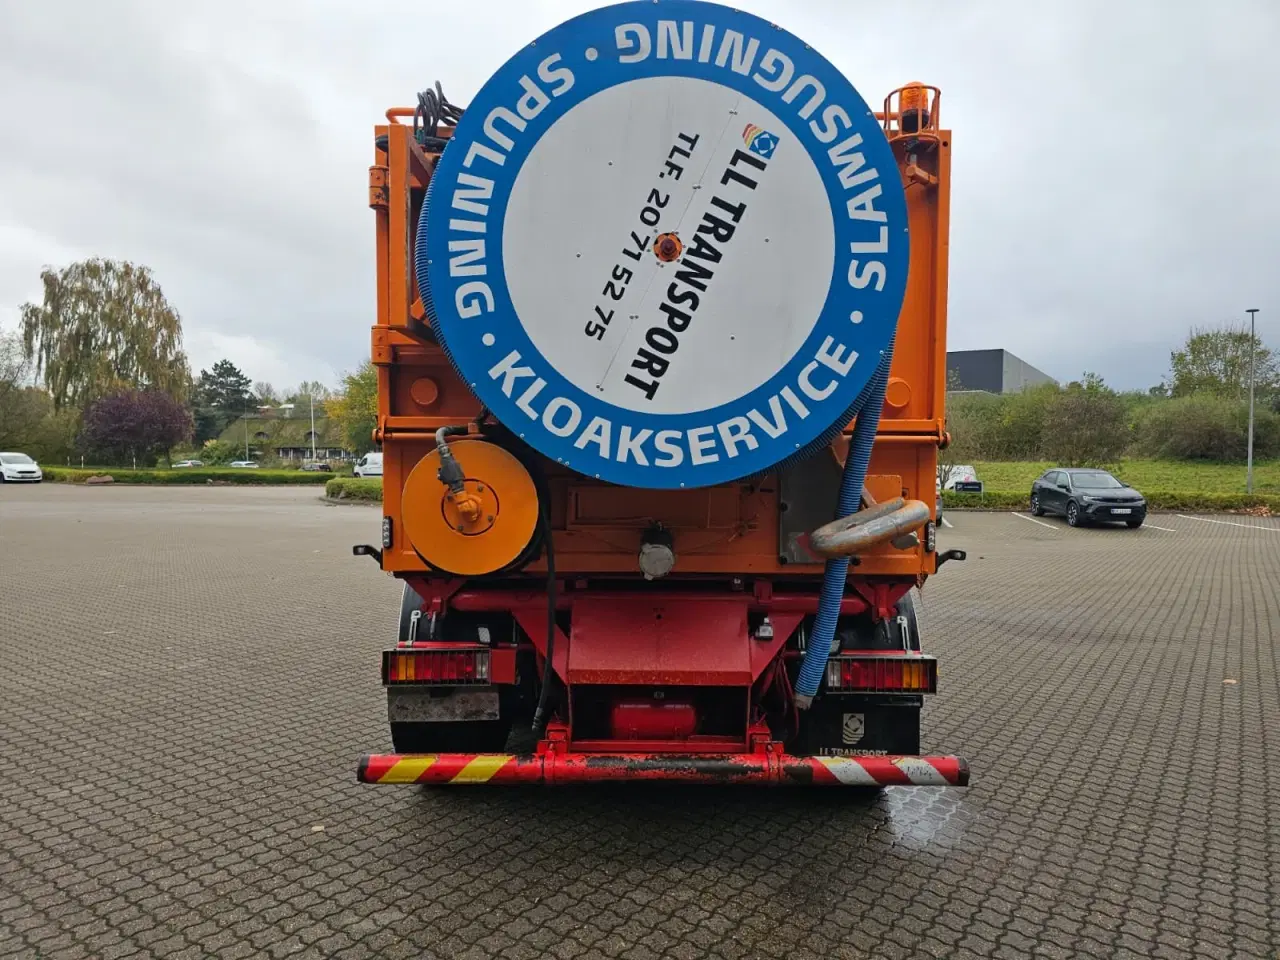 SLAMSUGNING · SPULNING · KLOAKSERVICE ·
LL TRANSPORT
TLF. 20 71 52 75
LL TRANSPORT